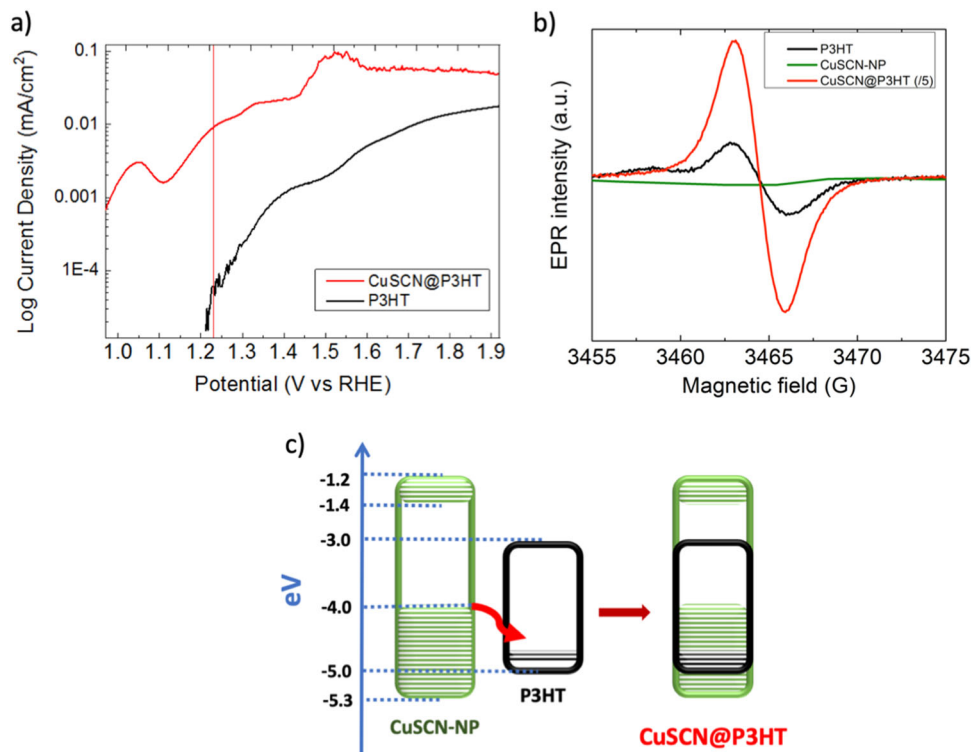 a)
Log Current Density (mA/cm²)
0.1
0.01
0.001
1E-4
CuSCN@P3HT
P3HT
1.0 1.1 1.2 1.3 1.4 1.5 1.6 1.7 1.8 1.9
Potential (V vs RHE)
b)
EPR intensity (a.u.)
P3HT
CuSCN-NP
CuSCN@P3HT (/5)
3455 3460 3465 3470 3475
Magnetic field (G)
c)
eV
-1.2
-1.4
-3.0
-4.0
-5.0
-5.3
CuSCN-NP
P3HT
CuSCN@P3HT